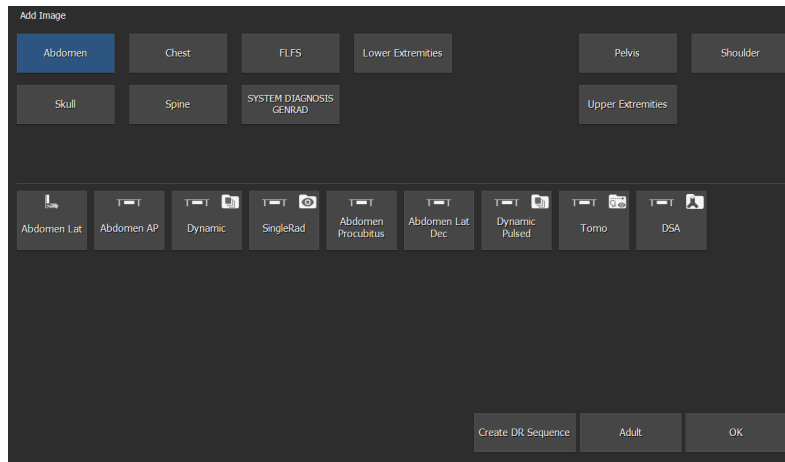 Add Image
Abdomen
Chest
FLFS
Lower Extremities
Pelvis
Shoulder
Skull
Spine
SYSTEM DIAGNOSIS
GENRAD
Upper Extremities
Abdomen Lat
Abdomen AP
Dynamic
SingleRad
Abdomen
Procubitus
Abdomen Lat
Dec
Dynamic
Pulsed
Tomo
DSA
Create DR Sequence
Adult
OK